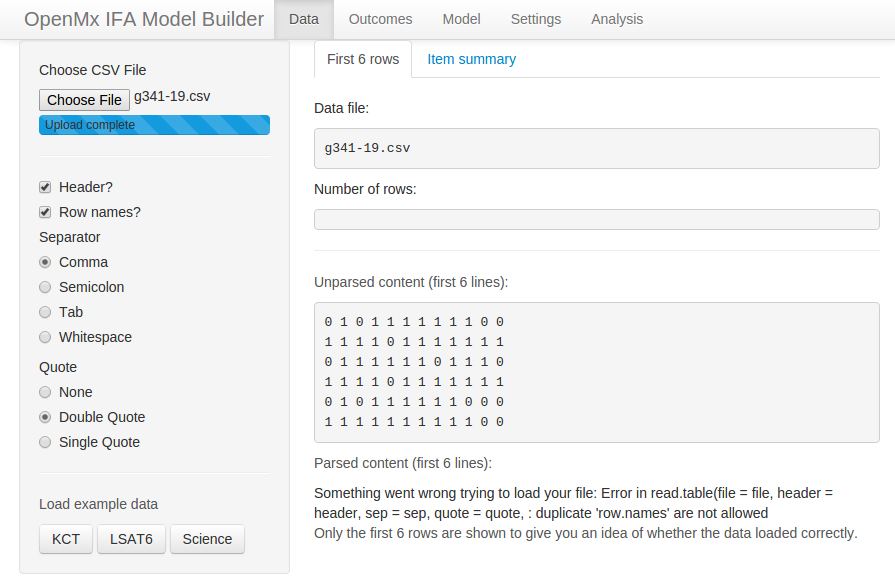 OpenMx IFA Model Builder Data Outcomes Model Settings Analysis
Choose CSV File
Choose File g341-19.csv
Upload complete
Header?
Row names?
Separator
Comma
Semicolon
Tab
Whitespace
Quote
None
Double Quote
Single Quote
Load example data
KCT LSAT6 Science
First 6 rows Item summary
Data file:
g341-19.csv
Number of rows:
Unparsed content (first 6 lines):
0 1 0 1 1 1 1 1 1 1 0 0
1 1 1 1 0 1 1 1 1 1 1 1
0 1 1 1 1 1 1 0 1 1 1 0
1 1 1 1 0 1 1 1 1 1 1 1
0 1 0 1 1 1 1 1 1 0 0 0
1 1 1 1 1 1 1 1 1 1 0 0
Parsed content (first 6 lines):
Something went wrong trying to load your file: Error in read.table(file = file, header =
header, sep = sep, quote = quote, : duplicate 'row.names' are not allowed
Only the first 6 rows are shown to give you an idea of whether the data loaded correctly.